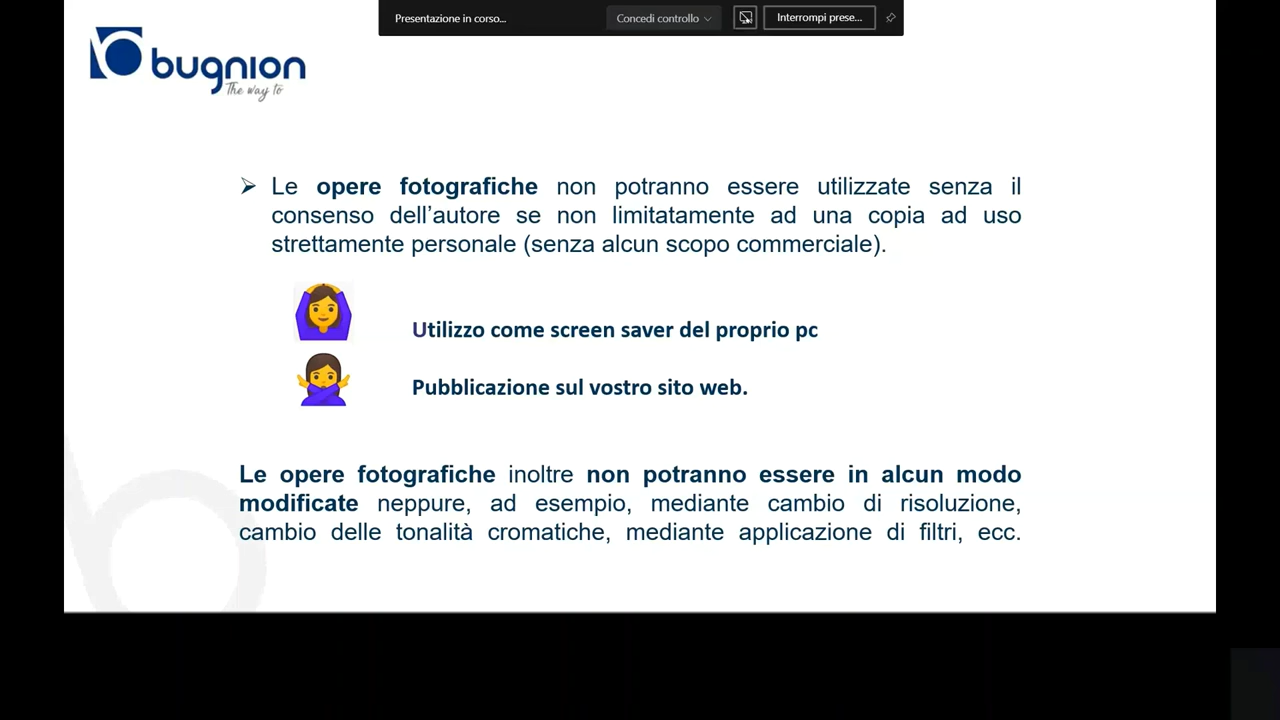 Presentazione in corso...
Concedi controllo
Interrompi prese...
bugnion
The way to
Le opere fotografiche non potranno essere utilizzate senza il
consenso dell’autore se non limitatamente ad una copia ad uso
strettamente personale (senza alcun scopo commerciale).
Utilizzo come screen saver del proprio pc
Pubblicazione sul vostro sito web.
Le opere fotografiche inoltre non potranno essere in alcun modo
modificate neppure, ad esempio, mediante cambio di risoluzione,
cambio delle tonalità cromatiche, mediante applicazione di filtri, ecc.